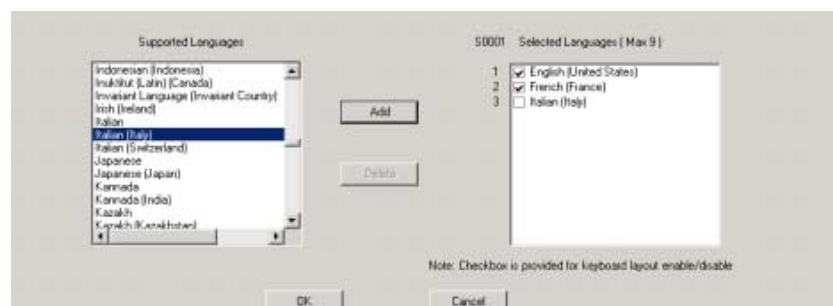 Supported Languages
S0001 Selected Languages ( Max 9 )
Indonesian (Indonesia)
Inuktitut (Latin) (Canada)
Invariant Language (Invariant Country)
Irish (Ireland)
Italian
Italian (Italy)
Italian (Switzerland)
Japanese
Japanese (Japan)
Kannada
Kannada (India)
Kazakh
Kazakh (Kazakhstan)
Add
Delete
1 English (United States)
2 French (France)
3 Italian (Italy)
Note: Checkbox is provided for keyboard layout enable/disable
OK
Cancel